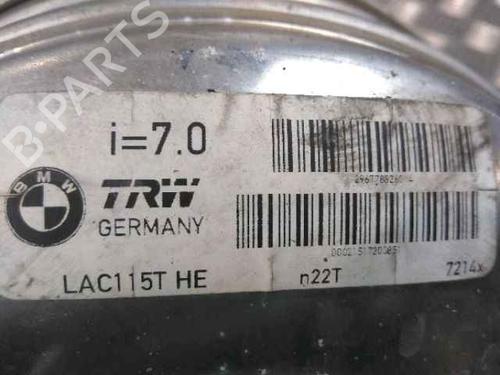 B-PARTS
i=7.0
BMW
TRW
GERMANY
LAC115T HE
n22T
7214x